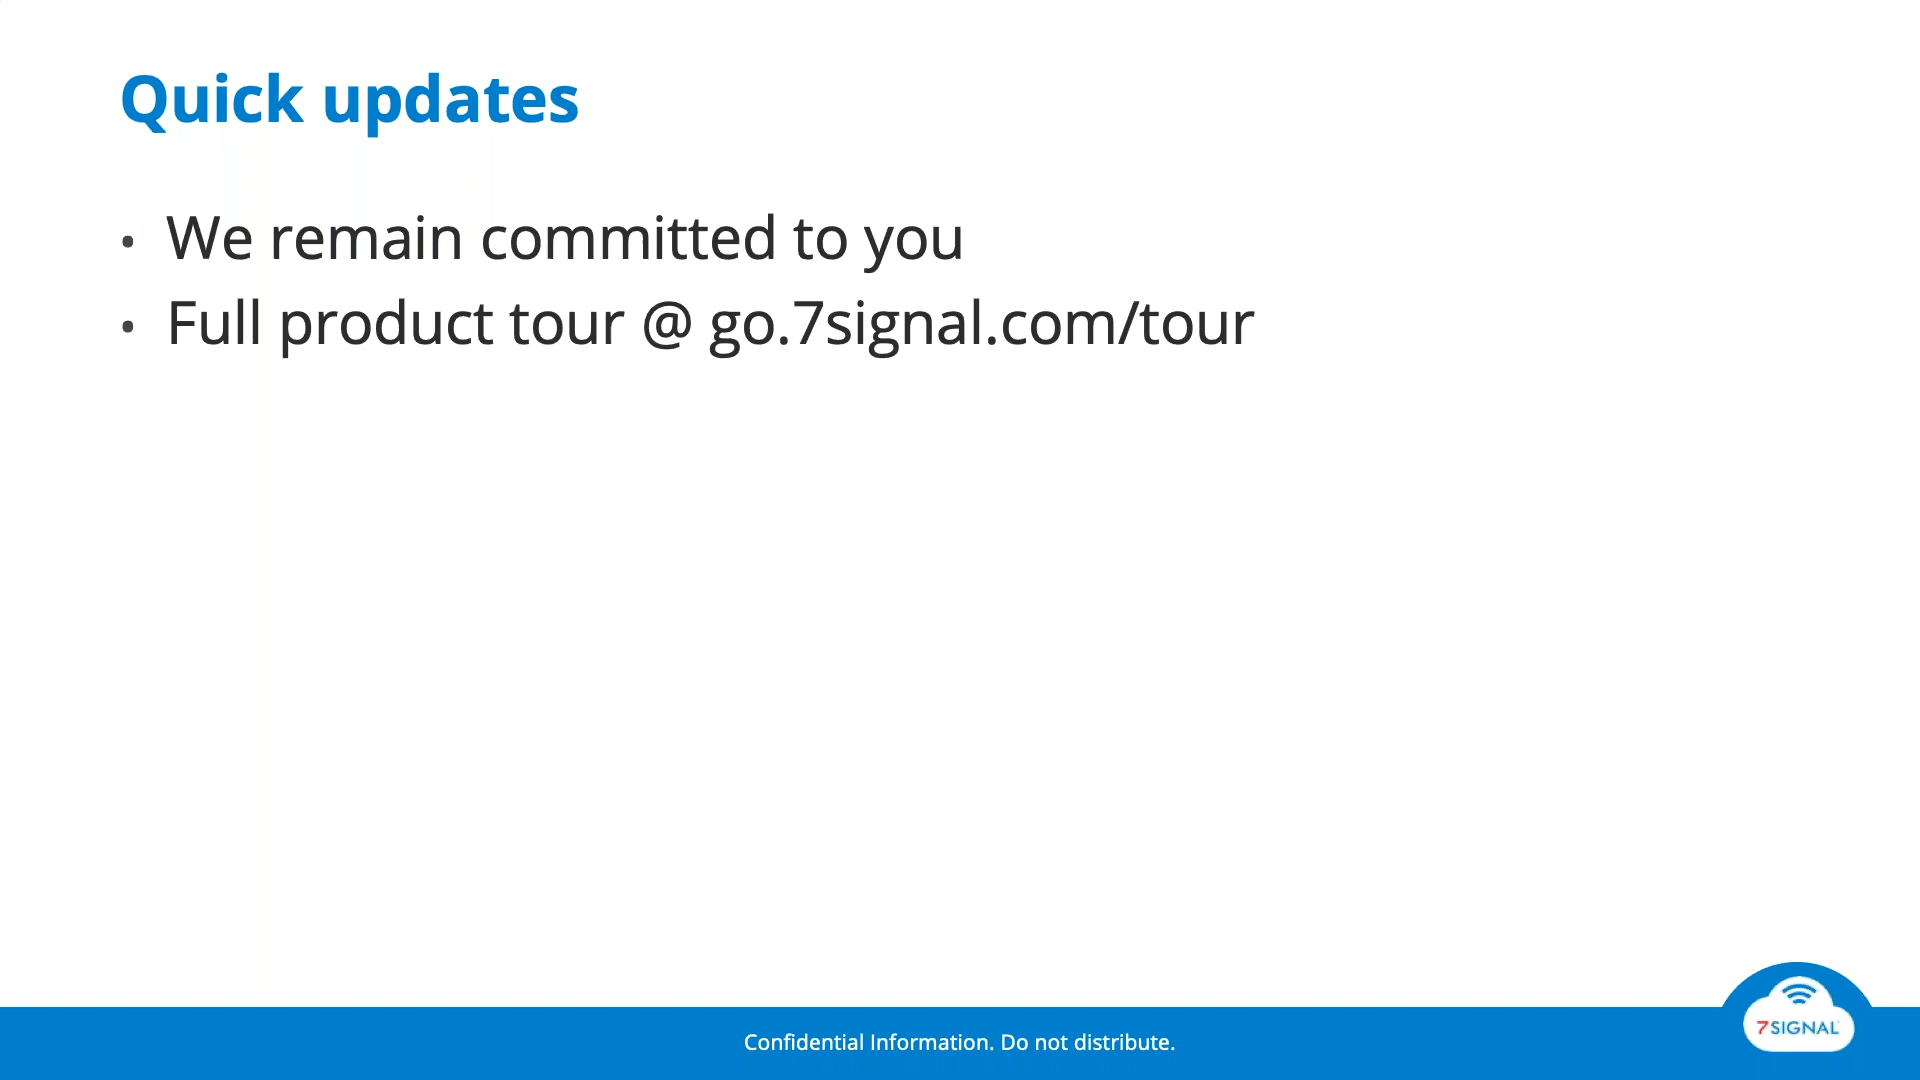 Quick updates
• We remain committed to you
• Full product tour @ go.7signal.com/tour
Confidential Information. Do not distribute.
7SIGNAL